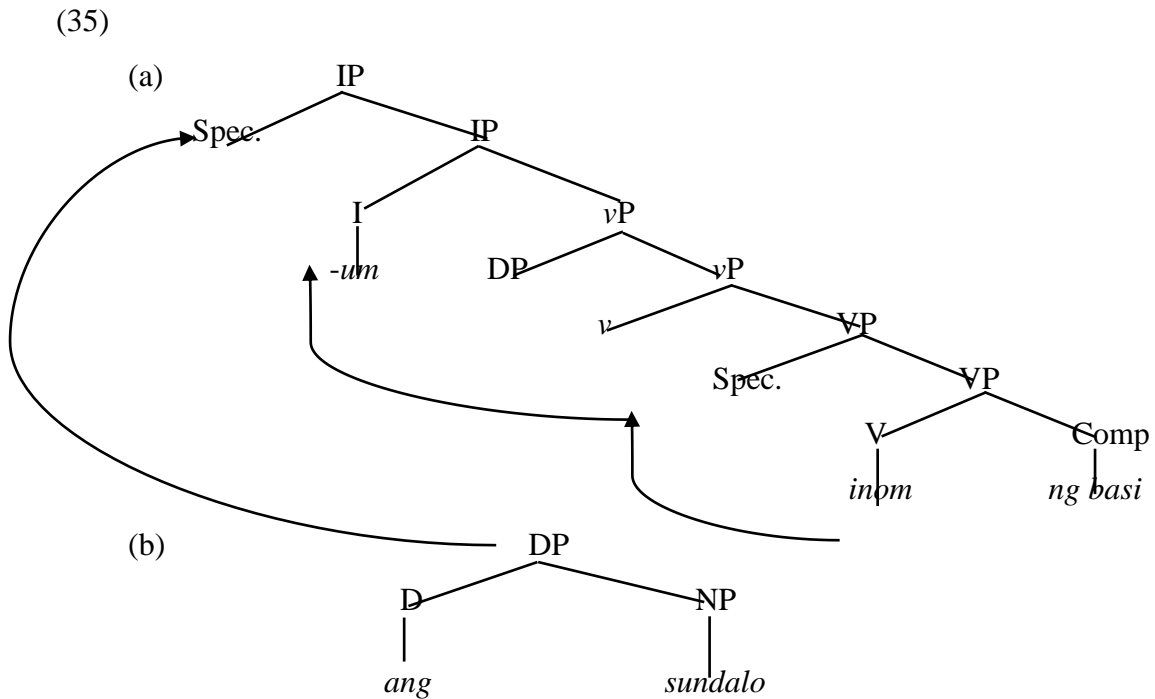 (35)
(a) IP
Spec. IP
I vP
-um DP vP
v VP
Spec. VP
V Comp
inom ng basi
(b) DP
D NP
ang sundalo